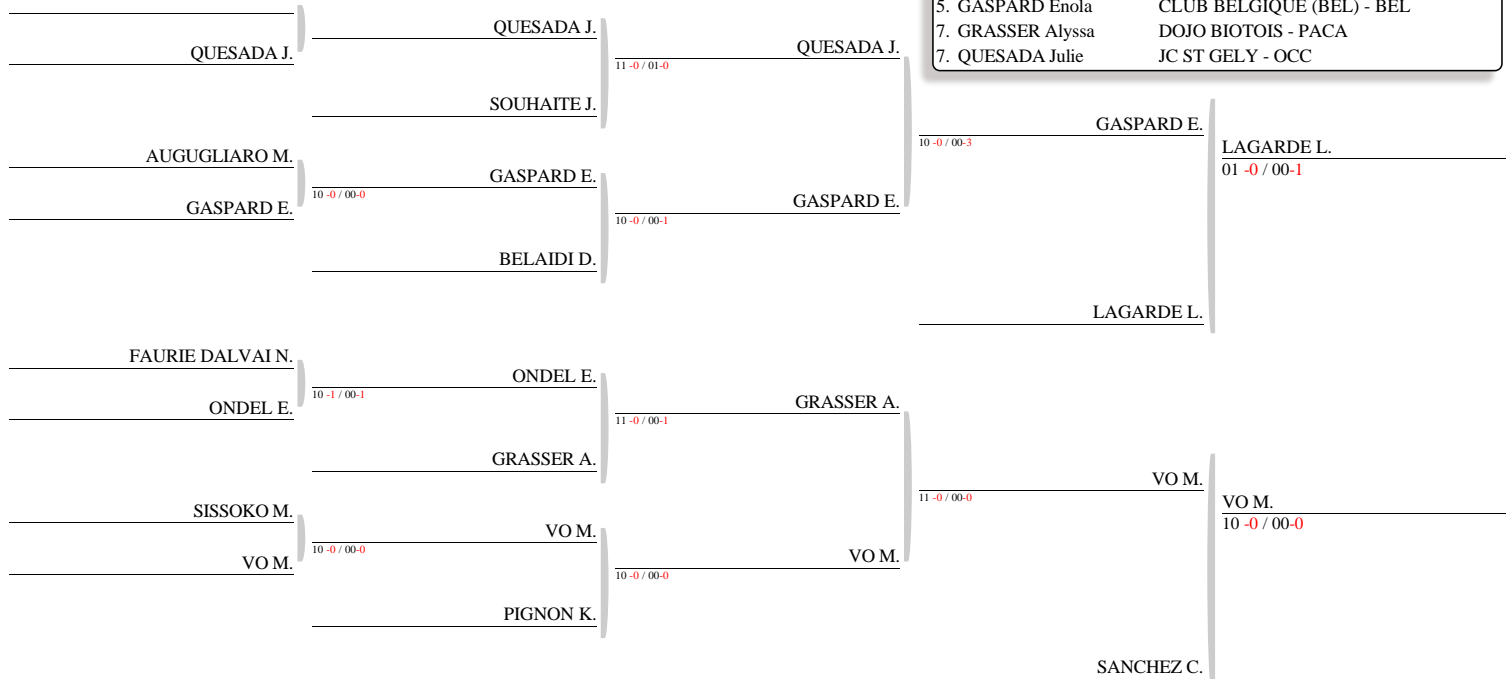 5. GASPARD Enola CLUB BELGIQUE (BEL) - BEL
7. GRASSER Alyssa DOJO BIOTOIS - PACA
7. QUESADA Julie JC ST GELY - OCC
QUESADA J.
AUGUGLIARO M.
GASPARD E.
FAURIE DALVAI N.
ONDEL E.
SISSOKO M.
VO M.
QUESADA J.
SOUHAITE J.
GASPARD E.
10 -0 / 00-0
BELAIDI D.
ONDEL E.
10 -1 / 00-1
GRASSER A.
VO M.
10 -0 / 00-0
PIGNON K.
QUESADA J.
11 -0 / 01-0
GASPARD E.
10 -0 / 00-1
GRASSER A.
11 -0 / 00-1
VO M.
10 -0 / 00-0
GASPARD E.
10 -0 / 00-3
LAGARDE L.
VO M.
11 -0 / 00-0
SANCHEZ C.
LAGARDE L.
01 -0 / 00-1
VO M.
10 -0 / 00-0